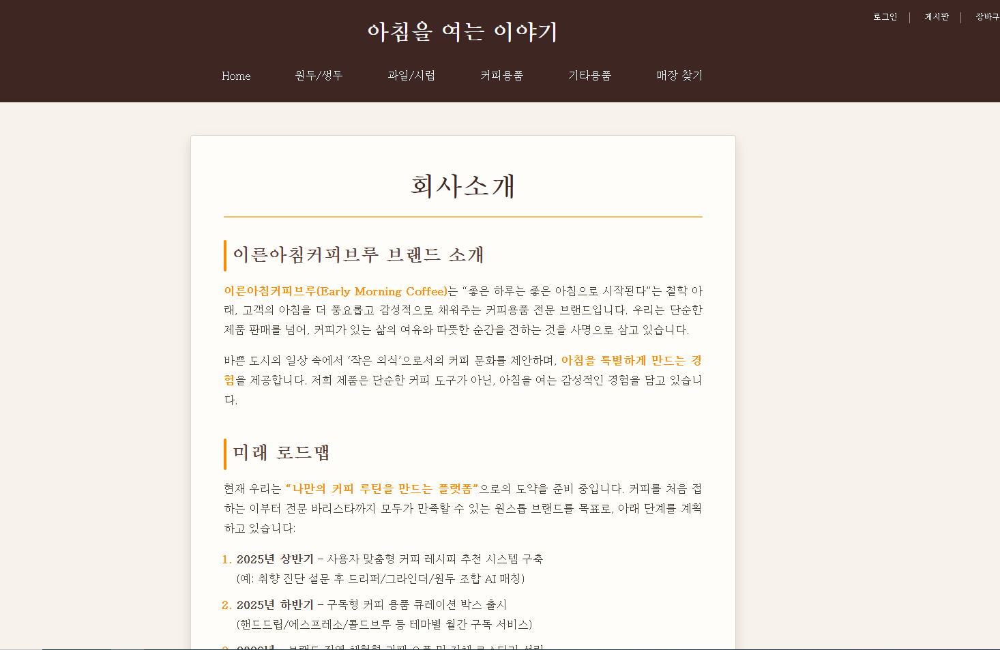 로그인 게시판 장바구
아침을 여는 이야기
Home 원두/생두 과일/시럽 커피용품 기타용품 매장 찾기
회사소개
이른아침커피브루 브랜드 소개
이른아침커피브루(Early Morning Coffee)는 “좋은 하루는 좋은 아침으로 시작된다”는 철학 아
래, 고객의 아침을 더 풍요롭고 감성적으로 채워주는 커피용품 전문 브랜드입니다. 우리는 단순한
제품 판매를 넘어, 커피가 있는 삶의 여유와 따뜻한 순간을 전하는 것을 사명으로 삼고 있습니다.
바쁜 도시의 일상 속에서 ‘작은 의식’으로서의 커피 문화를 제안하며, 아침을 특별하게 만드는 경
험을 제공합니다. 저희 제품은 단순한 커피 도구가 아닌, 아침을 여는 감성적인 경험을 담고 있습니
다.
미래 로드맵
현재 우리는 “나만의 커피 루틴을 만드는 플랫폼”으로의 도약을 준비 중입니다. 커피를 처음 접
하는 이부터 전문 바리스타까지 모두가 만족할 수 있는 원스톱 브랜드를 목표로, 아래 단계를 계획
하고 있습니다:
1. 2025년 상반기 – 사용자 맞춤형 커피 레시피 추천 시스템 구축
(예: 취향 진단 설문 후 드리퍼/그라인더/원두 조합 AI 매칭)
2. 2025년 하반기 – 구독형 커피 용품 큐레이션 박스 출시
(핸드드립/에스프레소/콜드브루 등 테마별 월간 구독 서비스)